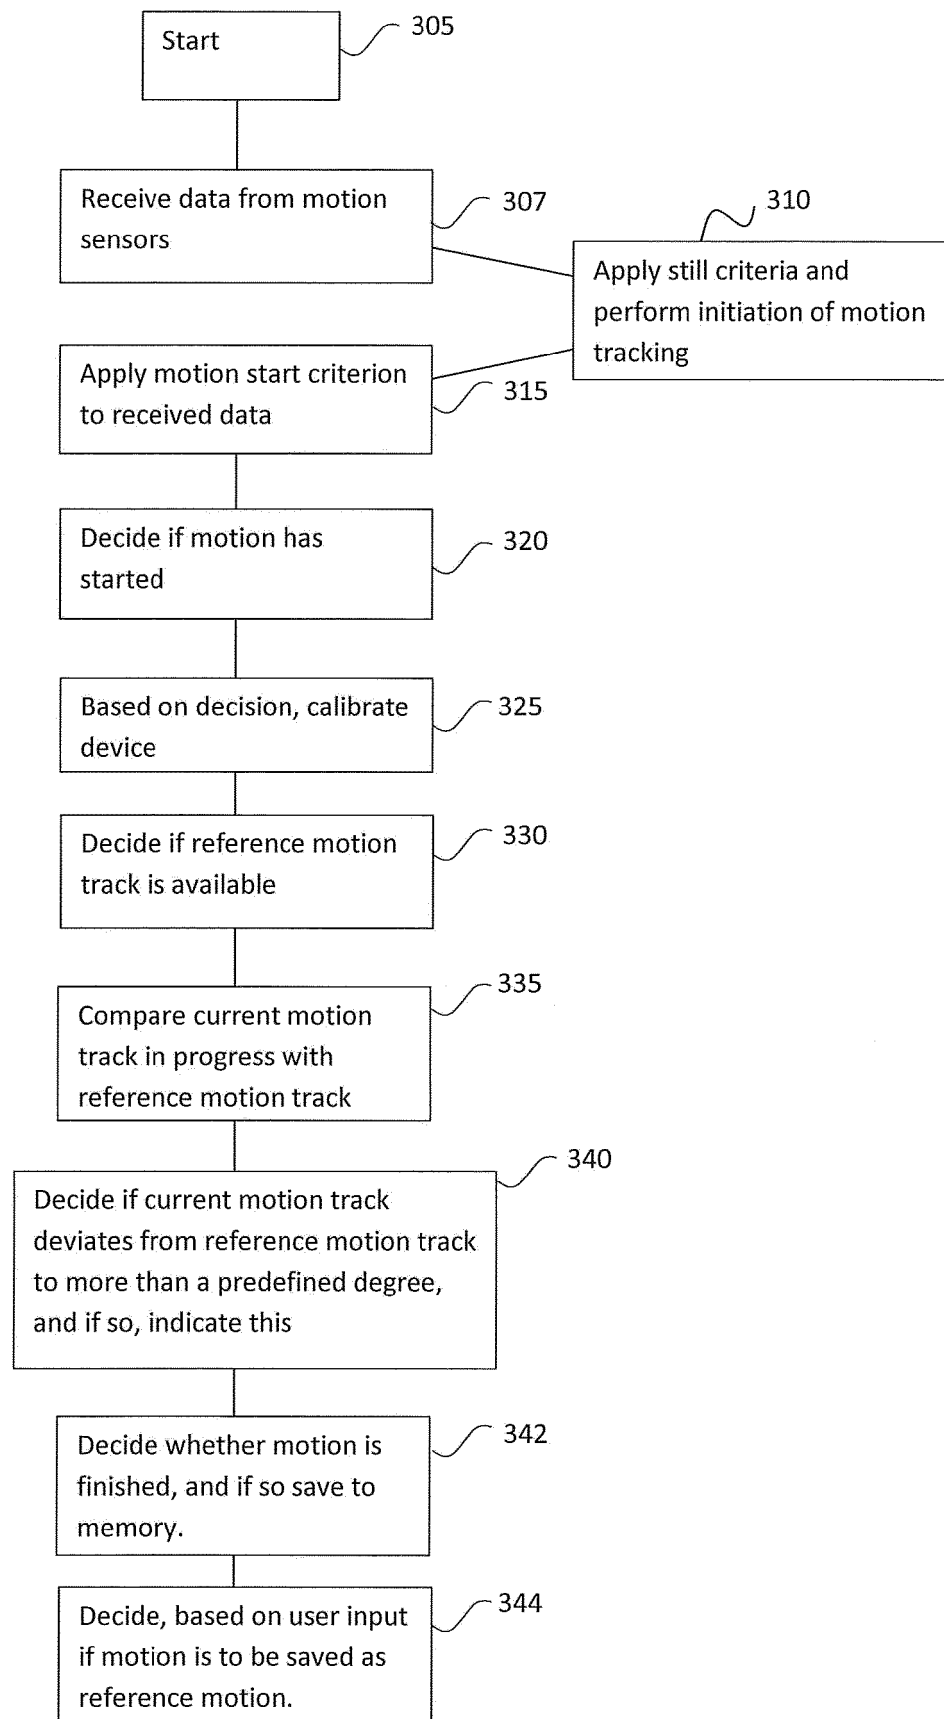 Start
305
Receive data from motion
sensors
307
310
Apply still criteria and
perform initiation of motion
tracking
Apply motion start criterion
to received data
315
Decide if motion has
started
320
Based on decision, calibrate
device
325
Decide if reference motion
track is available
330
335
Compare current motion
track in progress with
reference motion track
340
Decide if current motion track
deviates from reference motion track
to more than a predefined degree,
and if so, indicate this
342
Decide whether motion is
finished, and if so save to
memory.
344
Decide, based on user input
if motion is to be saved as
reference motion.